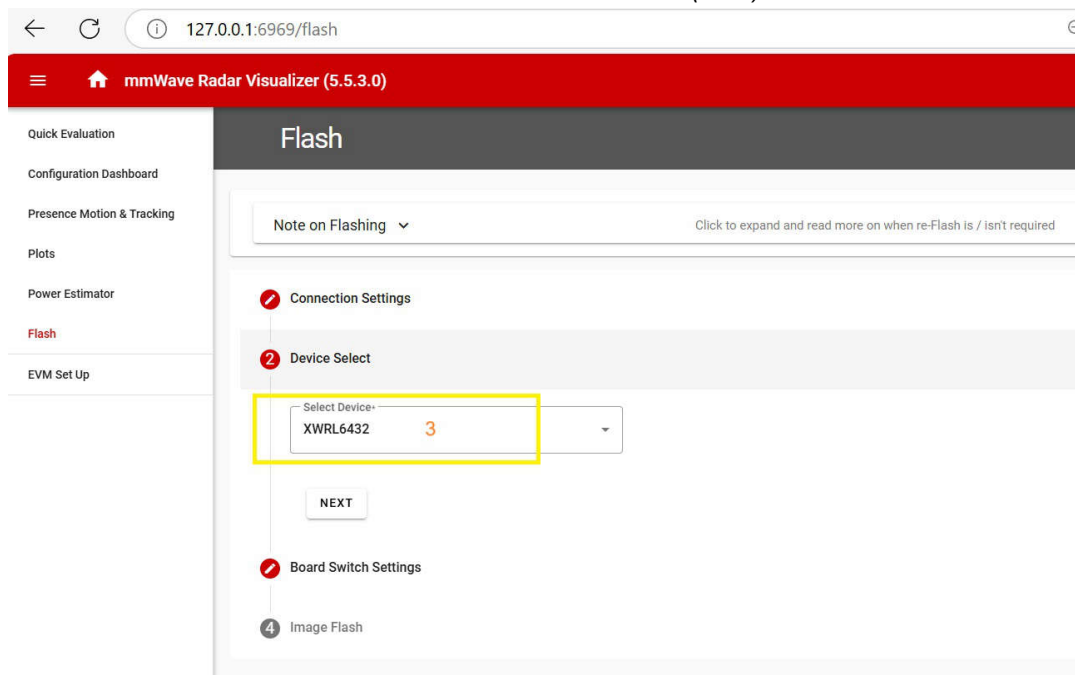 127.0.0.1:6969/flash
mmWave Radar Visualizer (5.5.3.0)
Quick Evaluation
Configuration Dashboard
Presence Motion & Tracking
Plots
Power Estimator
Flash
EVM Set Up
Flash
Note on Flashing
Click to expand and read more on when re-Flash is / isn't required
Connection Settings
2 Device Select
Select Device*
XWRL6432 3
NEXT
Board Switch Settings
4 Image Flash